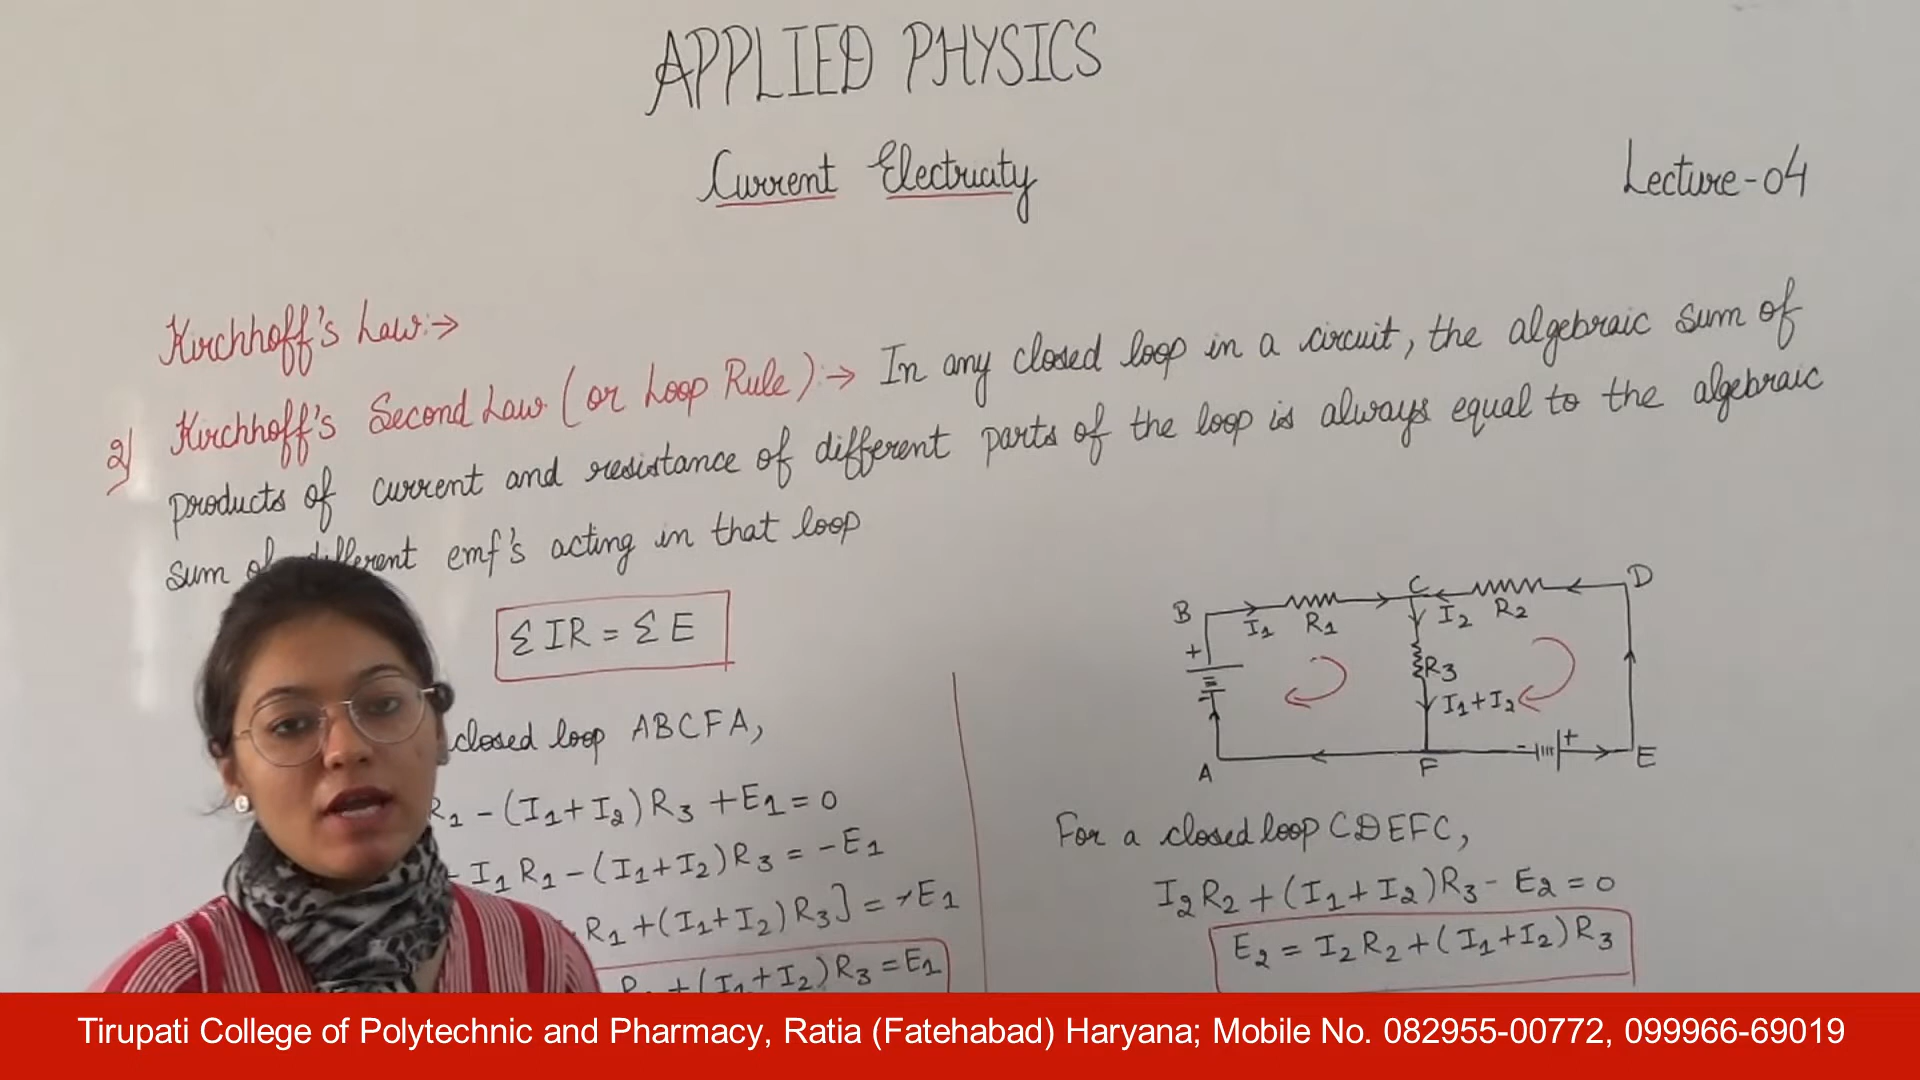 APPLIED PHYSICS
Current Electricity
Lecture-04
Kirchhoff's Law:→
2) Kirchhoff's Second Law (or Loop Rule):→ In any closed loop in a circuit, the algebraic sum of
products of current and resistance of different parts of the loop is always equal to the algebraic
sum of different emf's acting in that loop
Σ IR = Σ E
closed loop ABCFA,
R1 - (I1+I2)R3 +E1=0
- I1R1-(I1+I2)R3 = -E1
R1+(I1+I2)R3] = -E1
+(I1+I2)R3=E1
B
I1
R1
C
I2
R2
D
+
R3
I1+I2
A
F
- +
E
For a closed loop CDEFC,
I2R2+(I1+I2)R3- E2=0
E2 = I2R2+(I1+I2)R3
Tirupati College of Polytechnic and Pharmacy, Ratia (Fatehabad) Haryana; Mobile No. 082955-00772, 099966-69019